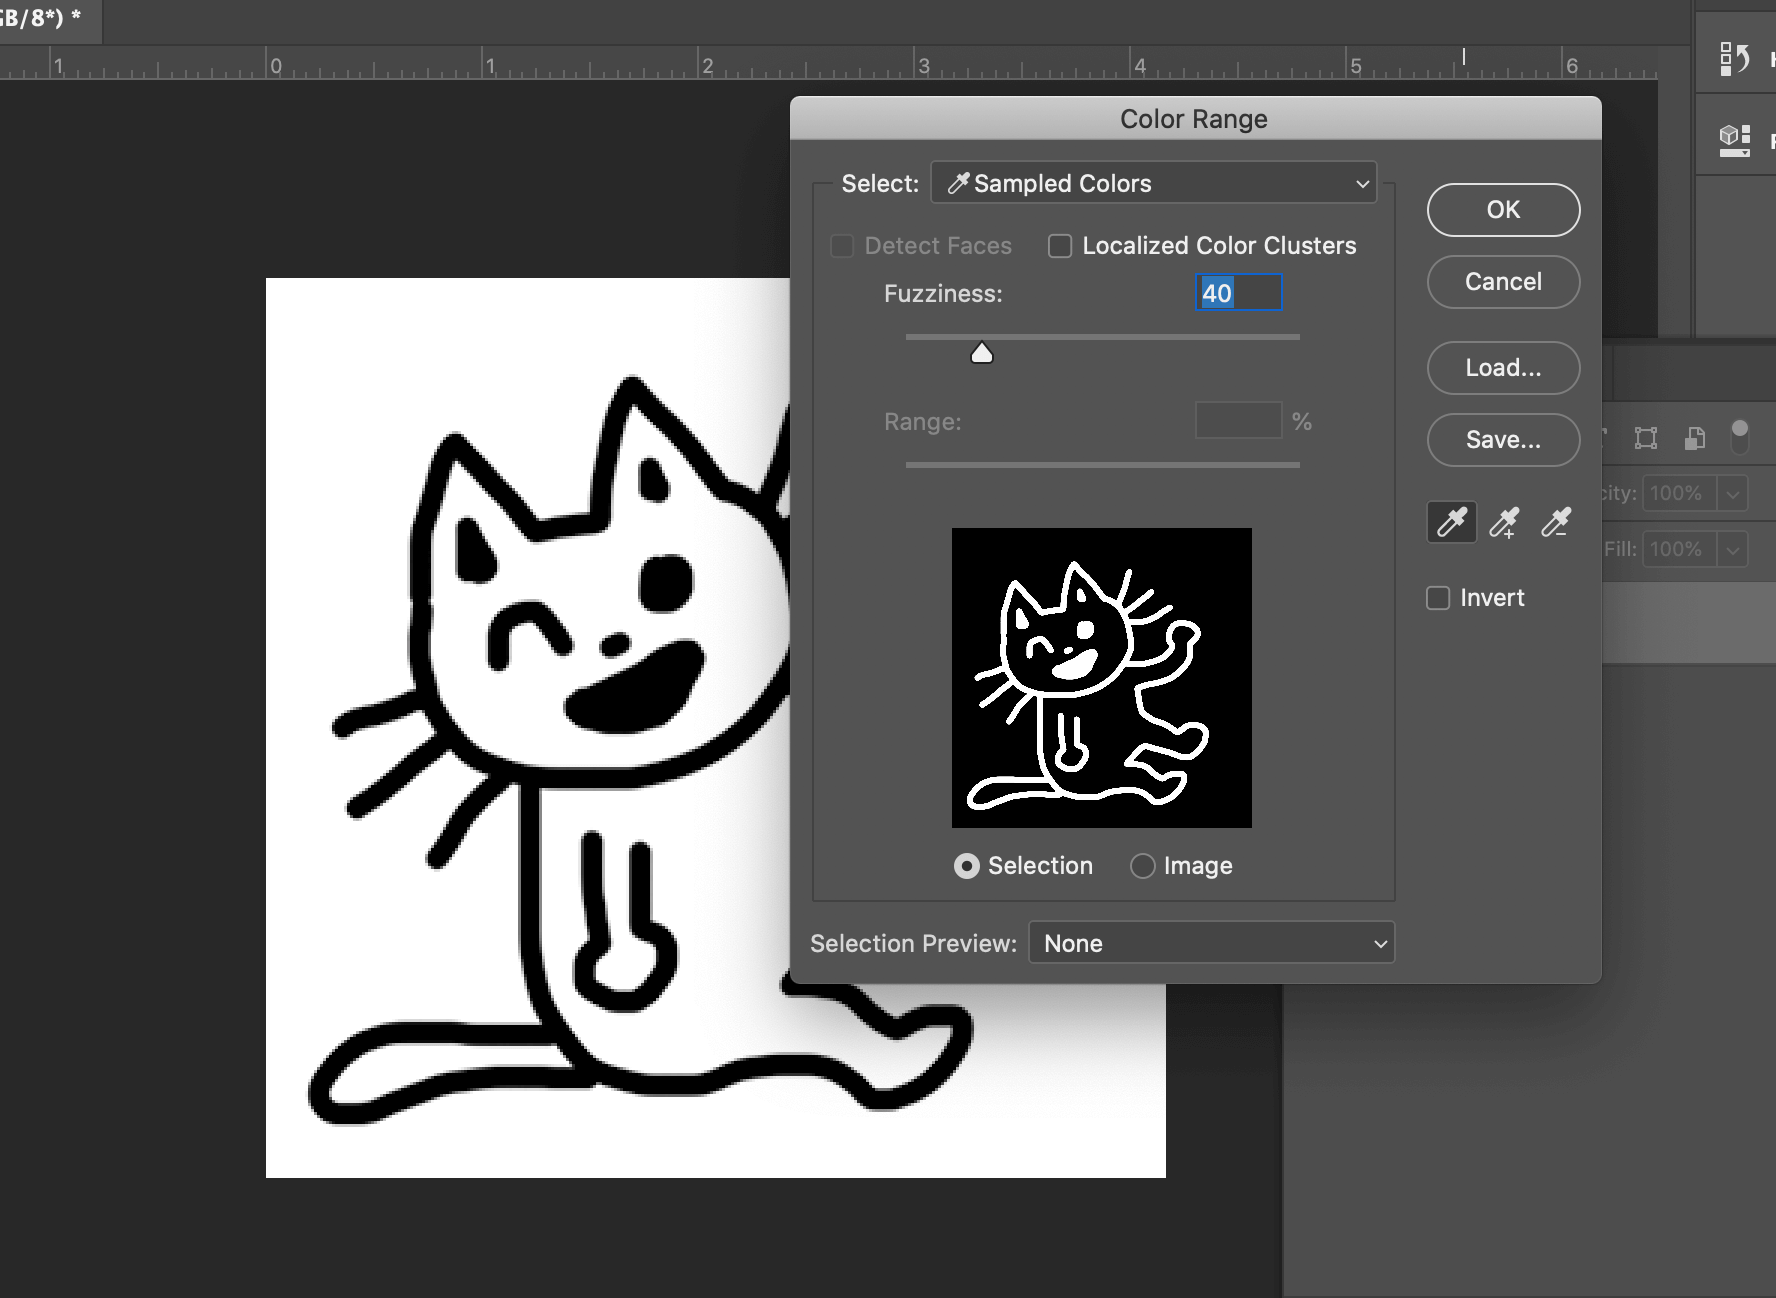 GB/8*) *
1 0 1 2 3 4 5 6
Color Range
Select: Sampled Colors
OK
Detect Faces Localized Color Clusters
Cancel
Fuzziness: 40
Load...
Range: %
Save...
city: 100%
Fill: 100%
Invert
Selection Image
Selection Preview: None